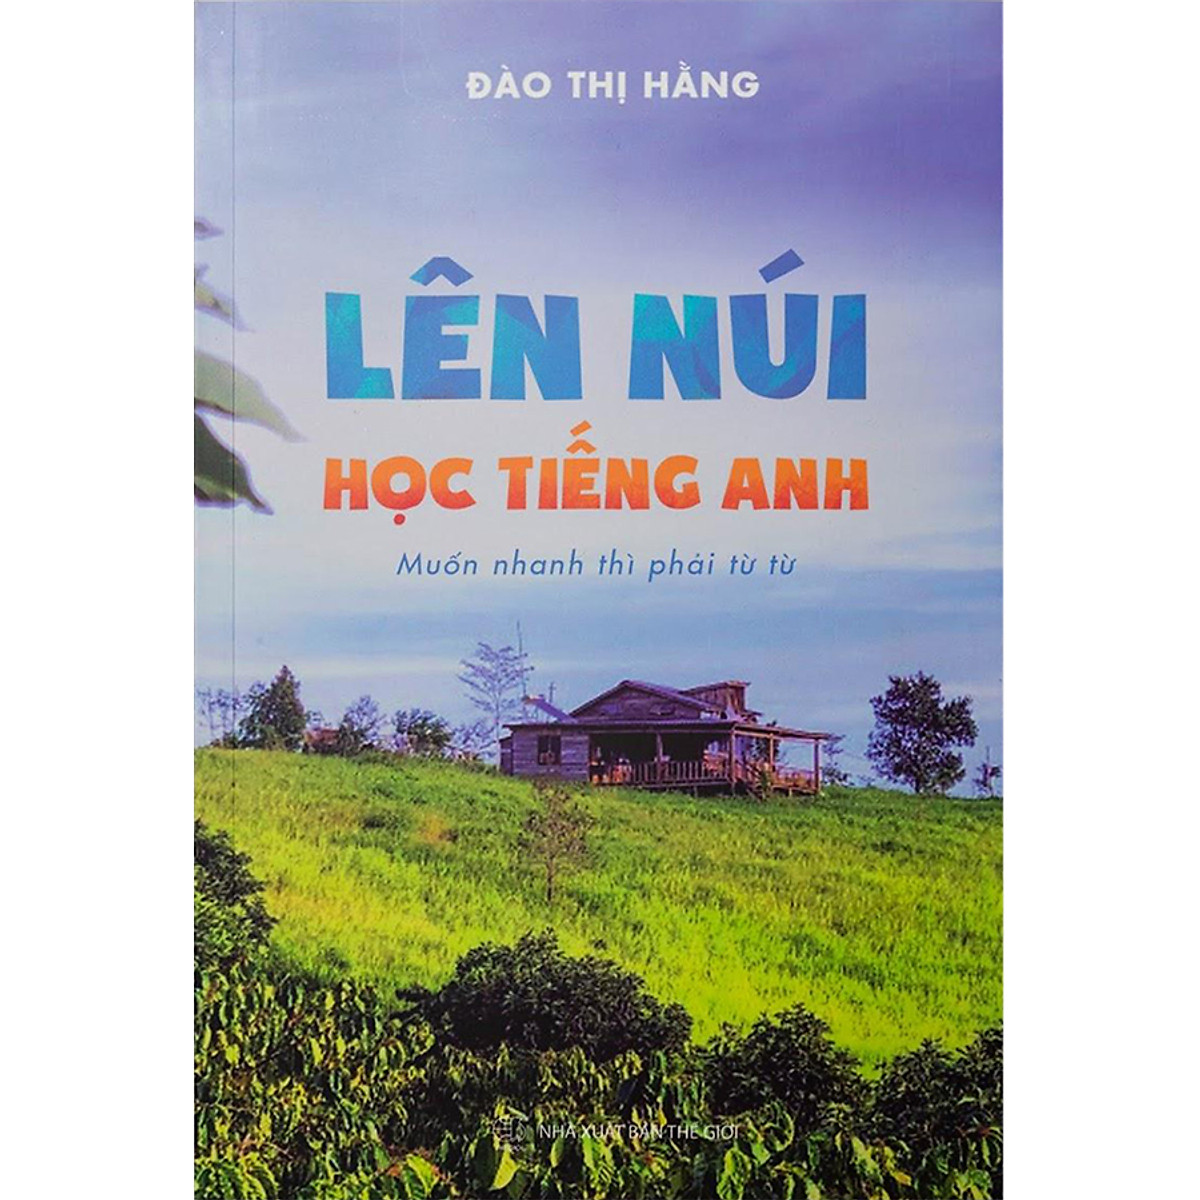 ĐÀO THỊ HẰNG
LÊN NÚI
HỌC TIẾNG ANH
Muốn nhanh thì phải từ từ
NHÀ XUẤT BẢN THẾ GIỚI